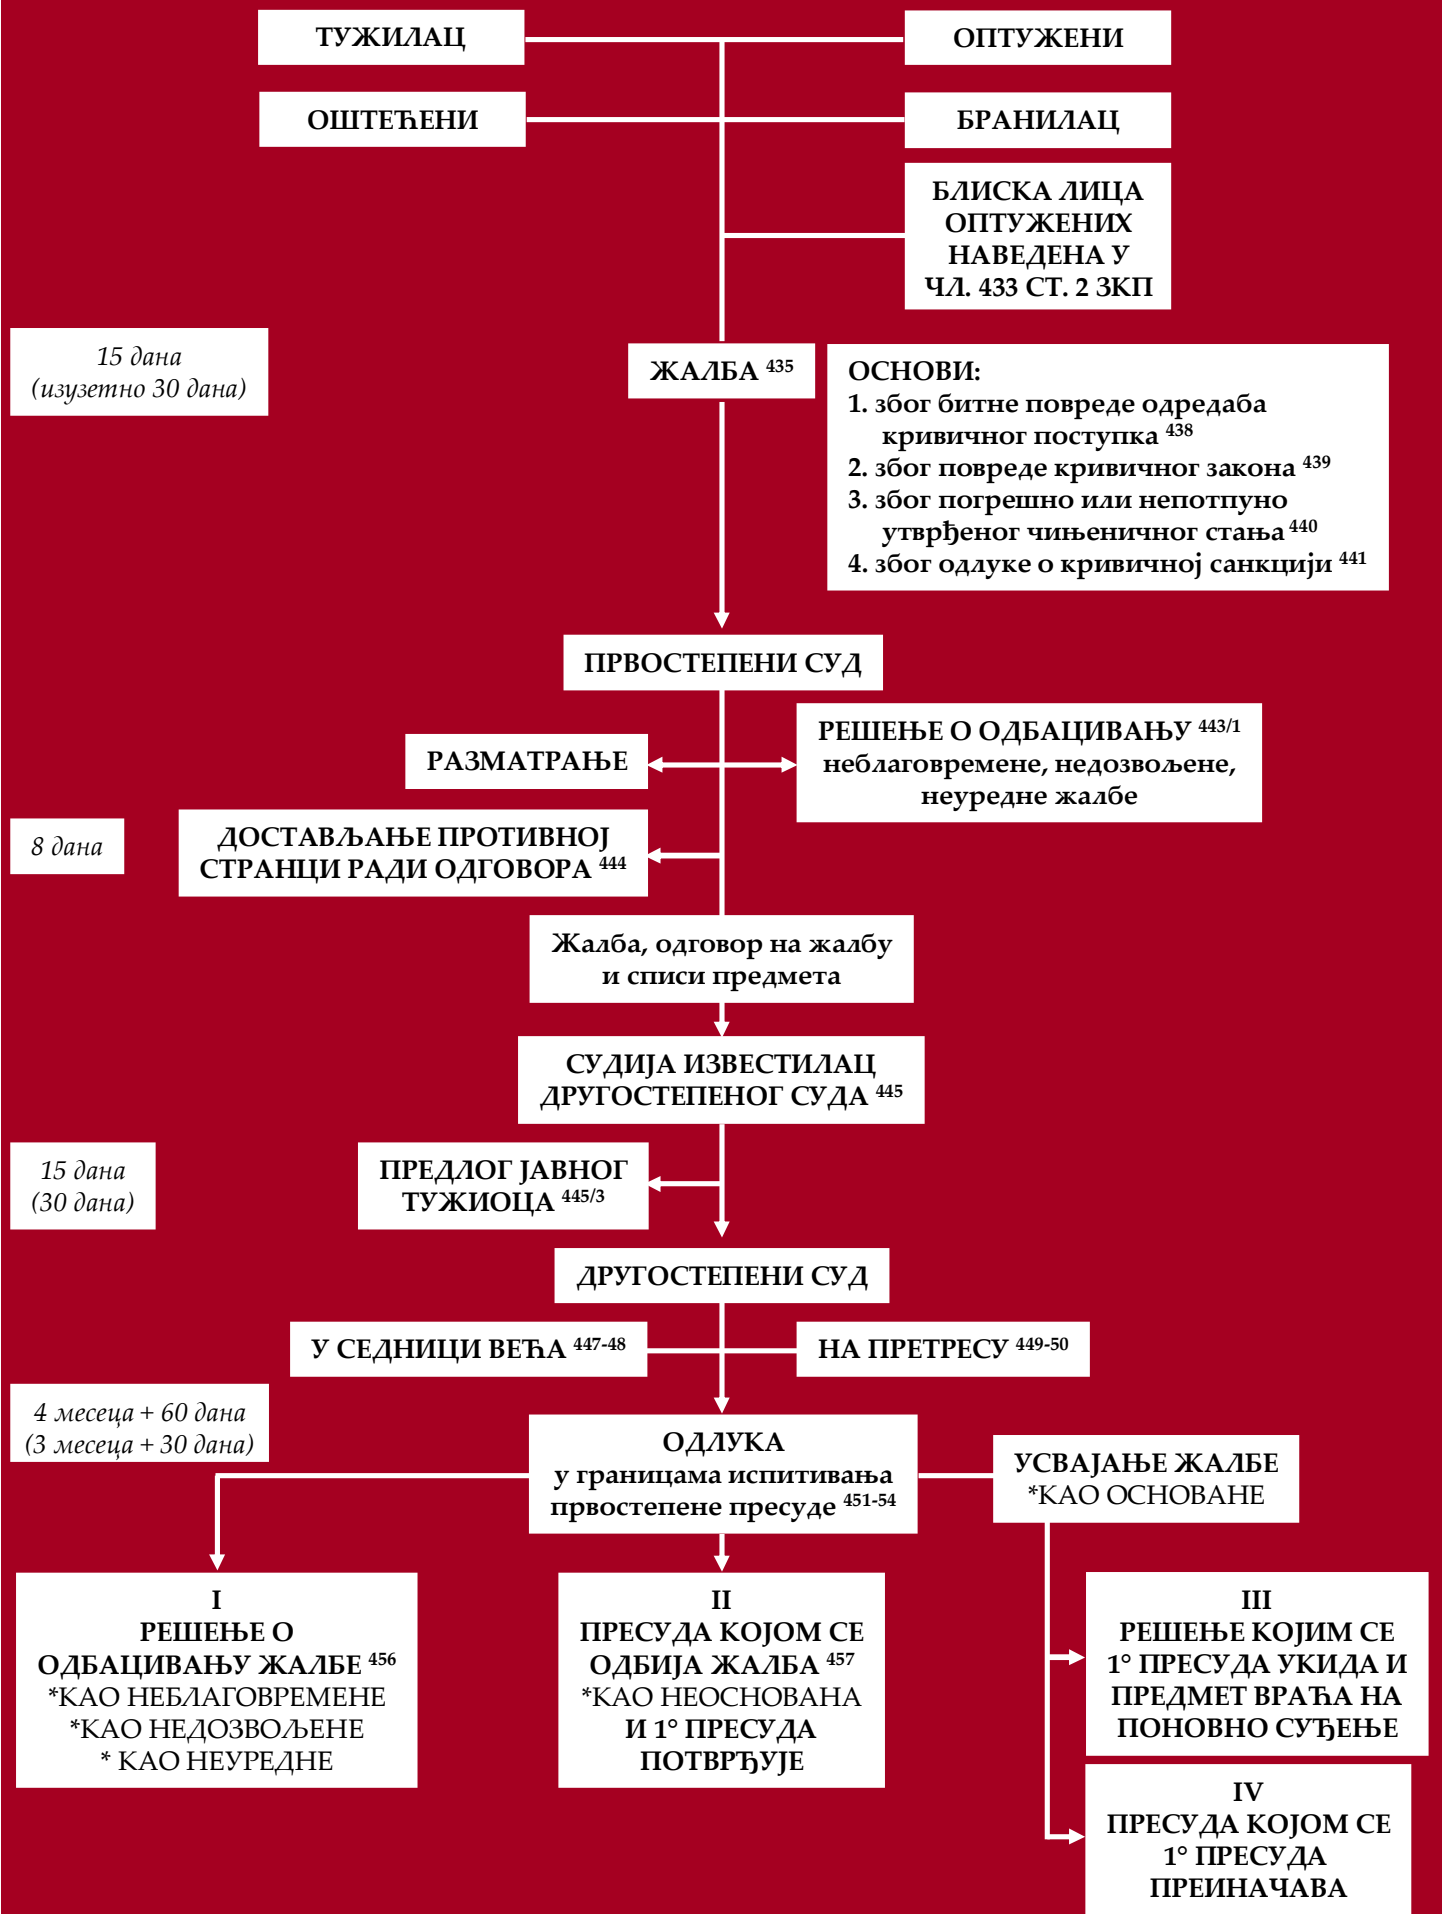 ТУЖИЛАЦ
ОПТУЖЕНИ
ОШТЕЋЕНИ
БРАНИЛАЦ
БЛИСКА ЛИЦА
ОПТУЖЕНИХ
НАВЕДЕНА У
ЧЛ. 433 СТ. 2 ЗКП
15 дана
(изузетно 30 дана)
ЖАЛБА 435
ОСНОВИ:
1. због битне повреде одредаба
кривичног поступка 438
2. због повреде кривичног закона 439
3. због погрешно или непотпуно
утврђеног чињеничног стања 440
4. због одлуке о кривичној санкцији 441
ПРВОСТЕПЕНИ СУД
РАЗМАТРАЊЕ
РЕШЕЊЕ О ОДБАЦИВАЊУ 443/1
неблаговремене, недозвољене,
неуредне жалбе
8 дана
ДОСТАВЉАЊЕ ПРОТИВНОЈ
СТРАНЦИ РАДИ ОДГОВОРА 444
Жалба, одговор на жалбу
и списи предмета
СУДИЈА ИЗВЕСТИЛАЦ
ДРУГОСТЕПЕНОГ СУДА 445
15 дана
(30 дана)
ПРЕДЛОГ ЈАВНОГ
ТУЖИОЦА 445/3
ДРУГОСТЕПЕНИ СУД
У СЕДНИЦИ ВЕЋА 447-48
НА ПРЕТРЕСУ 449-50
4 месеца + 60 дана
(3 месеца + 30 дана)
ОДЛУКА
у границама испитивања
првостепене пресуде 451-54
УСВАЈАЊЕ ЖАЛБЕ
*КАО ОСНОВАНЕ
I
РЕШЕЊЕ О
ОДБАЦИВАЊУ ЖАЛБЕ 456
*КАО НЕБЛАГОВРЕМЕНЕ
*КАО НЕДОЗВОЉЕНЕ
* КАО НЕУРЕДНЕ
II
ПРЕСУДА КОЈОМ СЕ
ОДБИЈА ЖАЛБА 457
*КАО НЕОСНОВАНА
И 1° ПРЕСУДА
ПОТВРЂУЈЕ
III
РЕШЕЊЕ КОЈИМ СЕ
1° ПРЕСУДА УКИДА И
ПРЕДМЕТ ВРАЋА НА
ПОНОВНО СУЂЕЊЕ
IV
ПРЕСУДА КОЈОМ СЕ
1° ПРЕСУДА
ПРЕИНАЧАВА